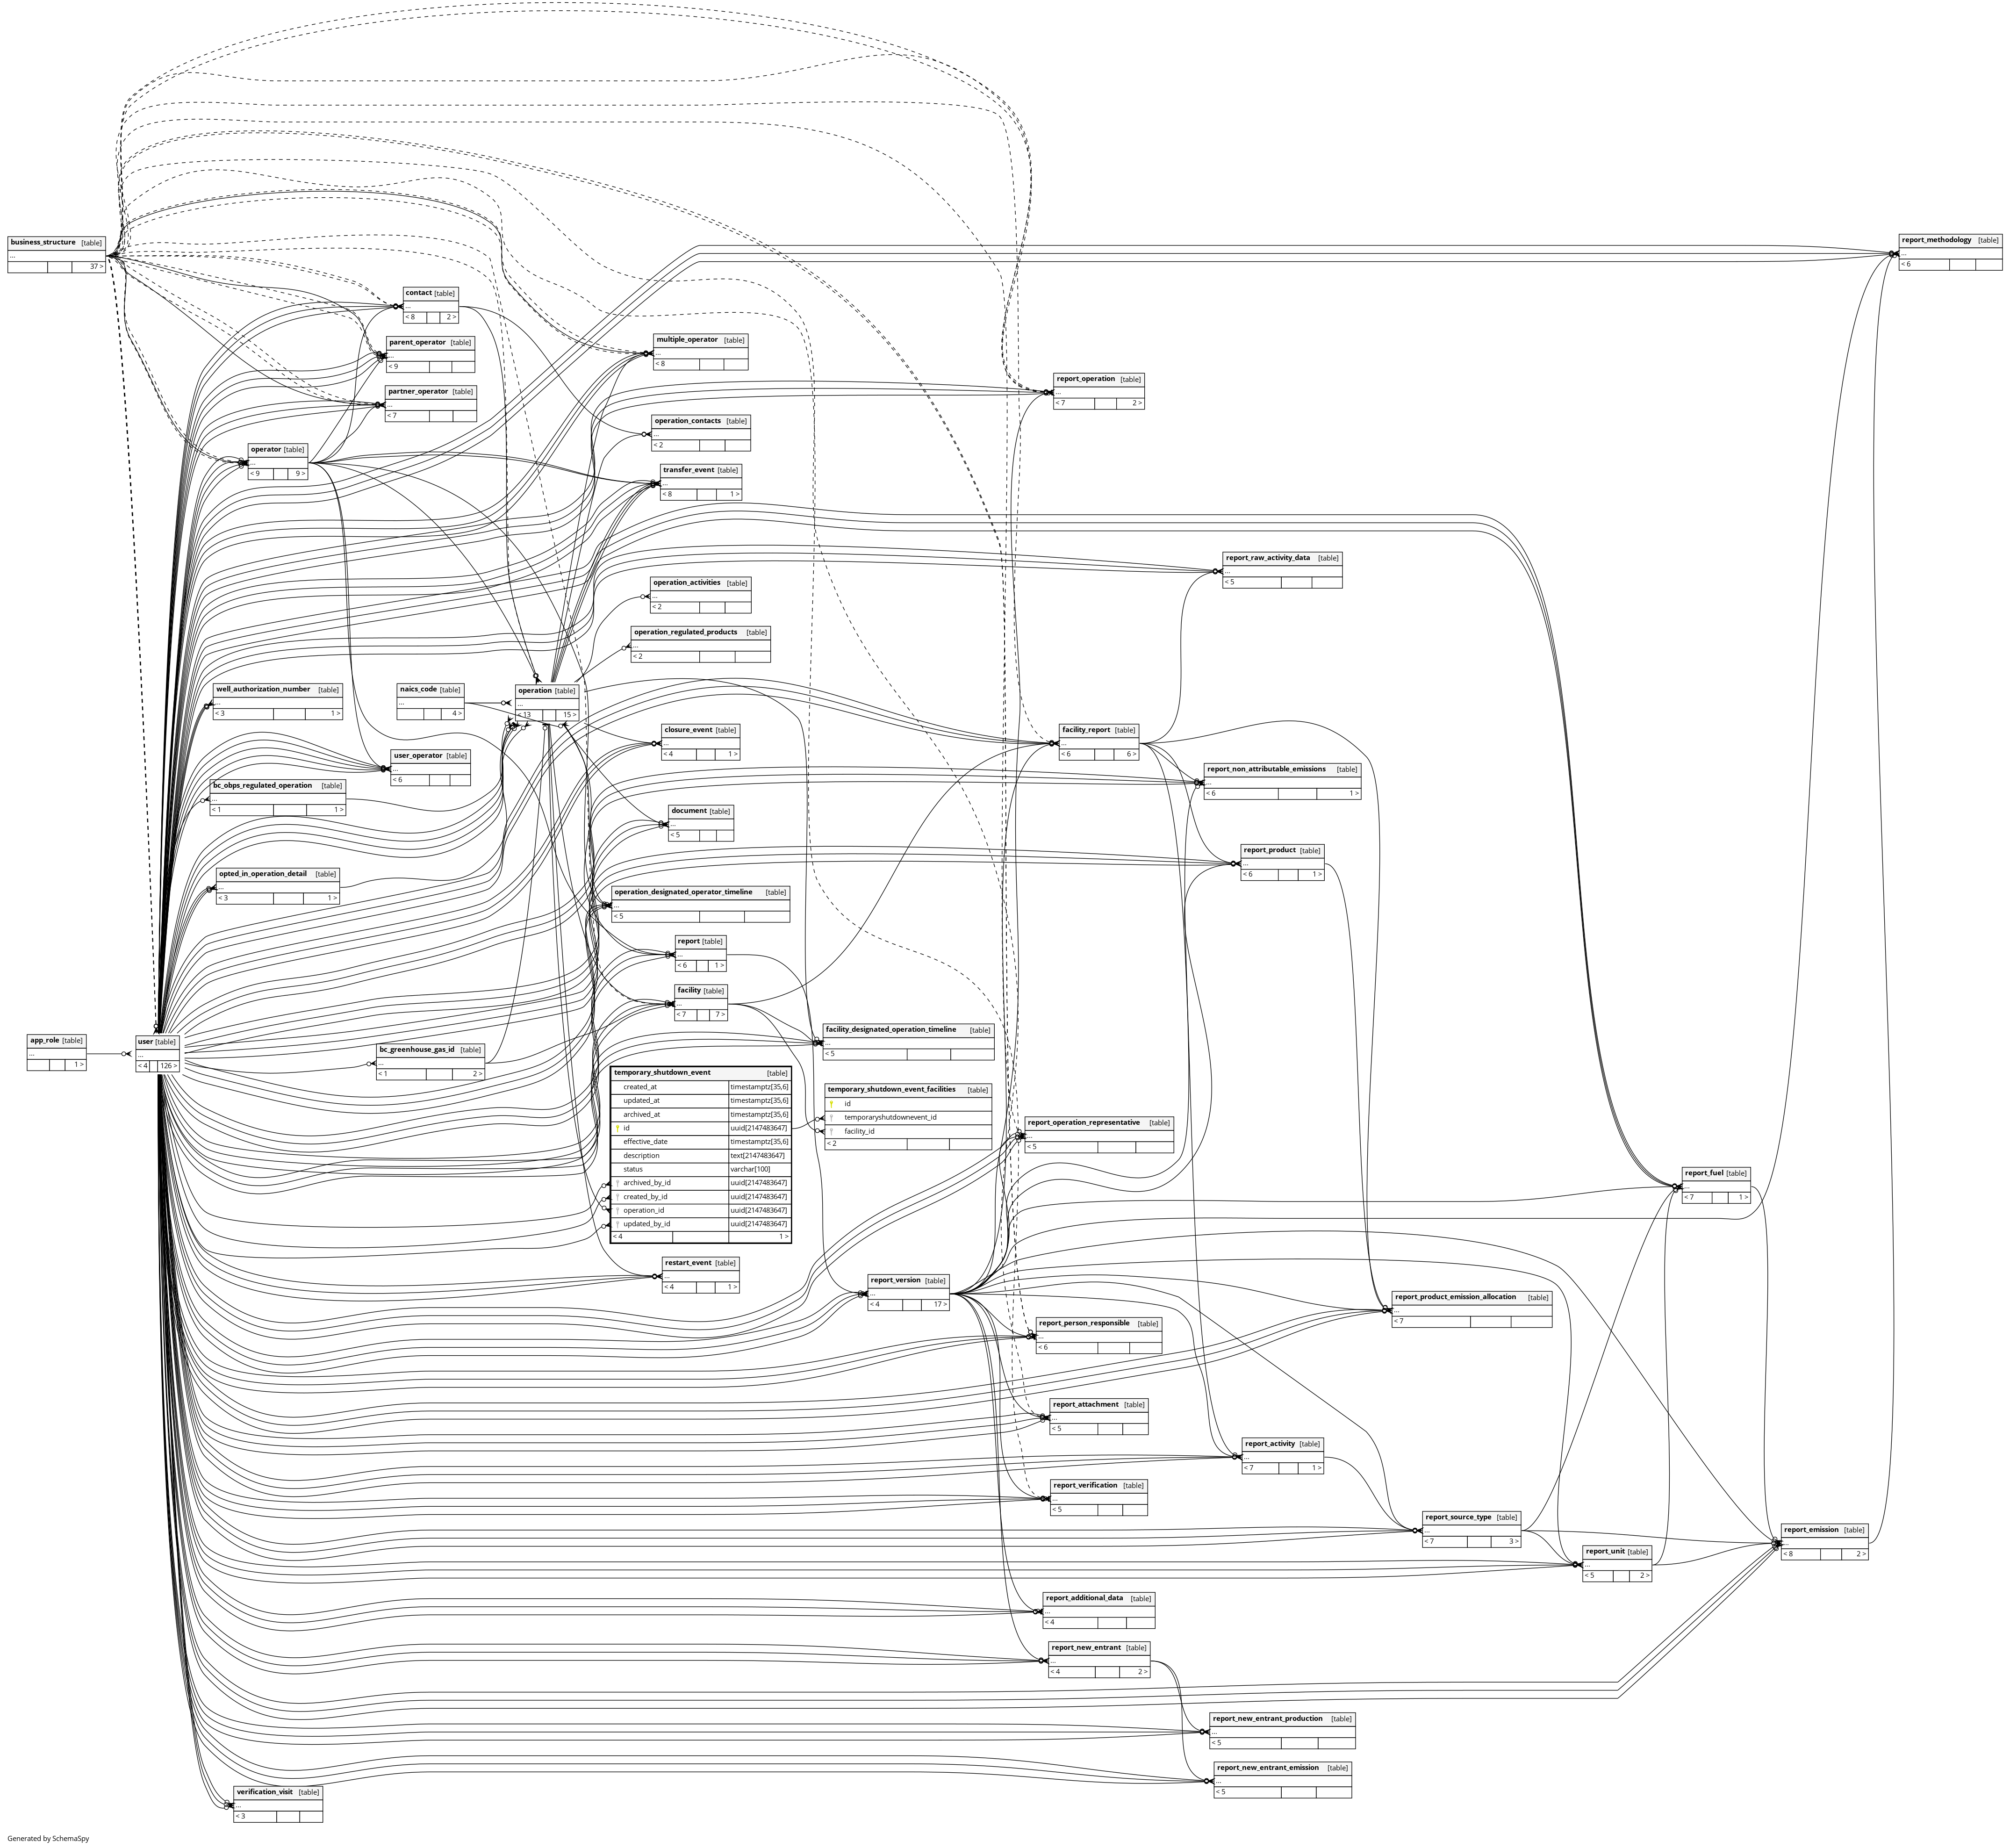 business_structure [table]
...
37 >
report_methodology [table]
...
< 6
contact [table]
...
< 8 2 >
parent_operator [table]
...
< 9
multiple_operator [table]
...
< 8
report_operation [table]
...
< 7 2 >
partner_operator [table]
...
< 7
operation_contacts [table]
...
< 2
operator [table]
...
< 9 9 >
transfer_event [table]
...
< 8 1 >
report_raw_activity_data [table]
...
< 5
operation_activities [table]
...
< 2
operation_regulated_products [table]
...
< 2
well_authorization_number [table]
...
< 3 1 >
naics_code [table]
...
4 >
operation [table]
...
< 13 15 >
closure_event [table]
...
< 4 1 >
facility_report [table]
...
< 6 6 >
user_operator [table]
...
< 6
report_non_attributable_emissions [table]
...
< 6 1 >
bc_obps_regulated_operation [table]
...
< 1 1 >
document [table]
...
< 5
report_product [table]
...
< 6 1 >
opted_in_operation_detail [table]
...
< 3 1 >
operation_designated_operator_timeline [table]
...
< 5
report [table]
...
< 6 1 >
facility [table]
...
< 7 7 >
facility_designated_operation_timeline [table]
...
< 5
app_role [table]
...
1 >
user [table]
...
< 4 126 >
bc_greenhouse_gas_id [table]
...
< 1 2 >
temporary_shutdown_event [table]
created_at timestamptz[35,6]
updated_at timestamptz[35,6]
archived_at timestamptz[35,6]
id uuid[2147483647]
effective_date timestamptz[35,6]
description text[2147483647]
status varchar[100]
archived_by_id uuid[2147483647]
created_by_id uuid[2147483647]
operation_id uuid[2147483647]
updated_by_id uuid[2147483647]
< 4 1 >
temporary_shutdown_event_facilities [table]
id
temporaryshutdownevent_id
facility_id
< 2
report_operation_representative [table]
...
< 5
report_fuel [table]
...
< 7 1 >
restart_event [table]
...
< 4 1 >
report_version [table]
...
< 4 17 >
report_product_emission_allocation [table]
...
< 7
report_person_responsible [table]
...
< 6
report_attachment [table]
...
< 5
report_activity [table]
...
< 7 1 >
report_verification [table]
...
< 5
report_source_type [table]
...
< 7 3 >
report_emission [table]
...
< 8 2 >
report_unit [table]
...
< 5 2 >
report_additional_data [table]
...
< 4
report_new_entrant [table]
...
< 4 2 >
report_new_entrant_production [table]
...
< 5
report_new_entrant_emission [table]
...
< 5
verification_visit [table]
...
< 3
Generated by SchemaSpy